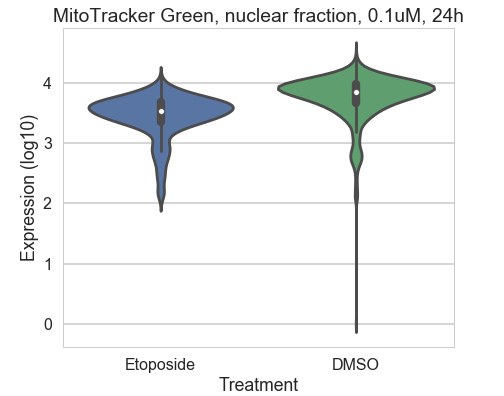 MitoTracker Green, nuclear fraction, 0.1uM, 24h
Expression (log10)
4
3
2
1
0
Etoposide DMSO
Treatment